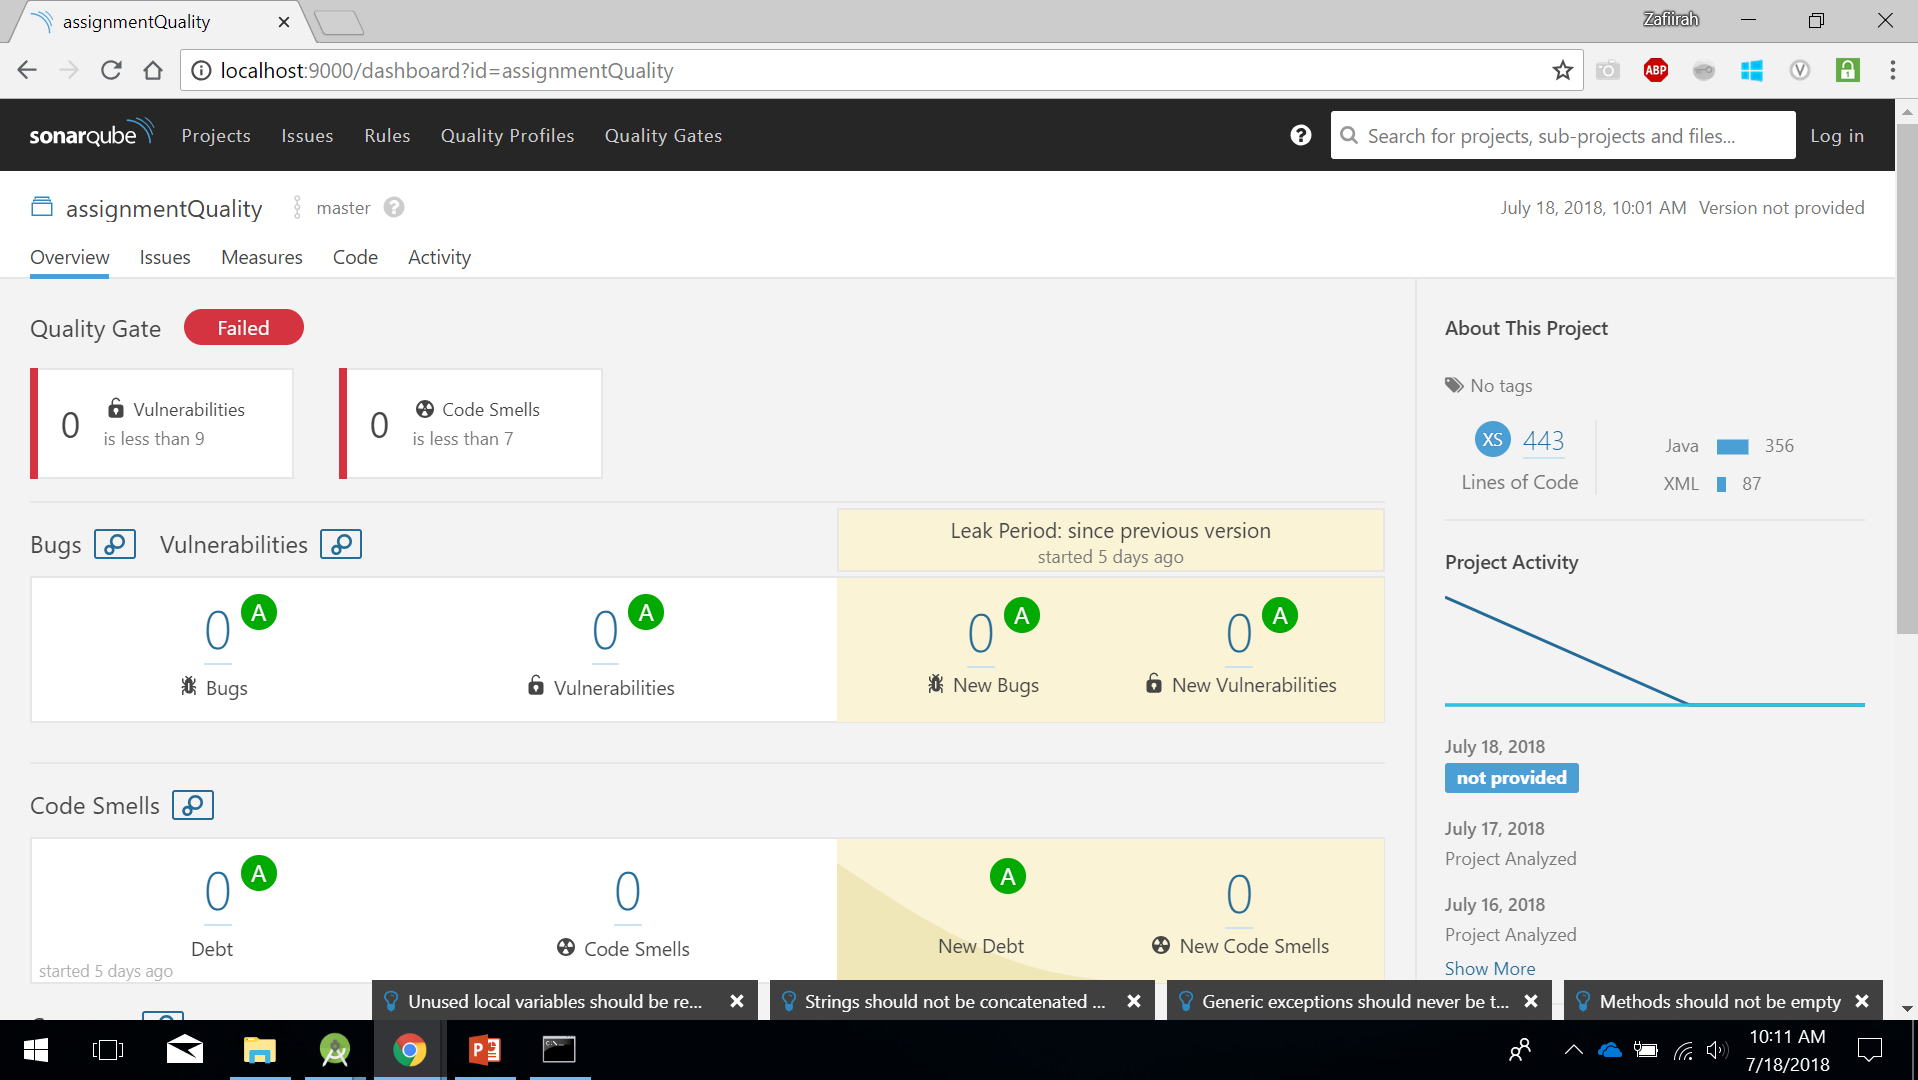 assignmentQuality
Zafiirah
localhost:9000/dashboard?id=assignmentQuality
ABP
sonarqube Projects Issues Rules Quality Profiles Quality Gates
Search for projects, sub-projects and files...
Log in
assignmentQuality master
July 18, 2018, 10:01 AM Version not provided
Overview Issues Measures Code Activity
Quality Gate Failed
0 Vulnerabilities
is less than 9
0 Code Smells
is less than 7
Bugs Vulnerabilities
Leak Period: since previous version
started 5 days ago
0 A
Bugs
0 A
Vulnerabilities
0 A
New Bugs
0 A
New Vulnerabilities
Code Smells
0 A
Debt
started 5 days ago
0
Code Smells
A
New Debt
0
New Code Smells
About This Project
No tags
XS 443
Lines of Code
Java 356
XML 87
Project Activity
July 18, 2018
not provided
July 17, 2018
Project Analyzed
July 16, 2018
Project Analyzed
Show More
Unused local variables should be re...
Strings should not be concatenated ...
Generic exceptions should never be t...
Methods should not be empty
10:11 AM
7/18/2018